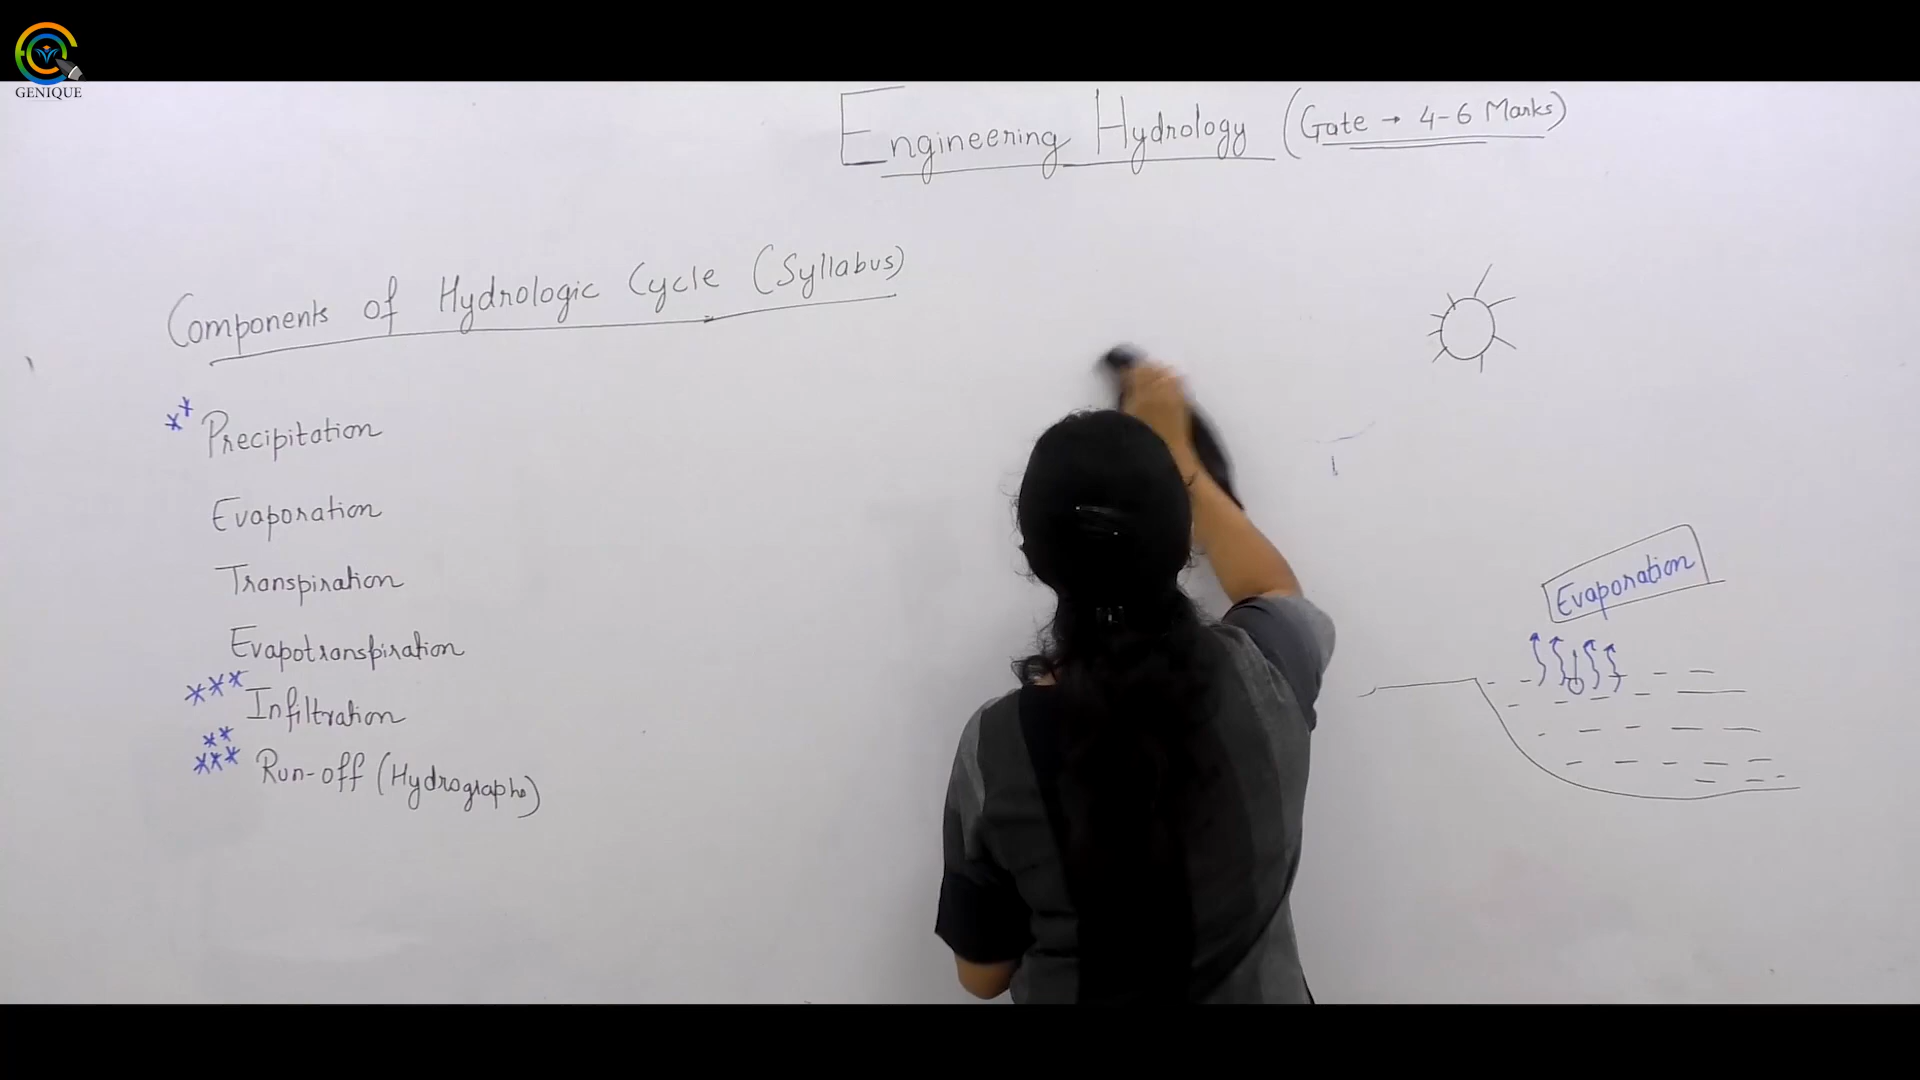 GENIQUE
Engineering Hydrology (Gate → 4-6 Marks)
Components of Hydrologic Cycle (Syllabus)
** Precipitation
Evaporation
Transpiration
Evapotranspiration
*** Infiltration
**
*** Run-off (Hydrographs)
Evaporation